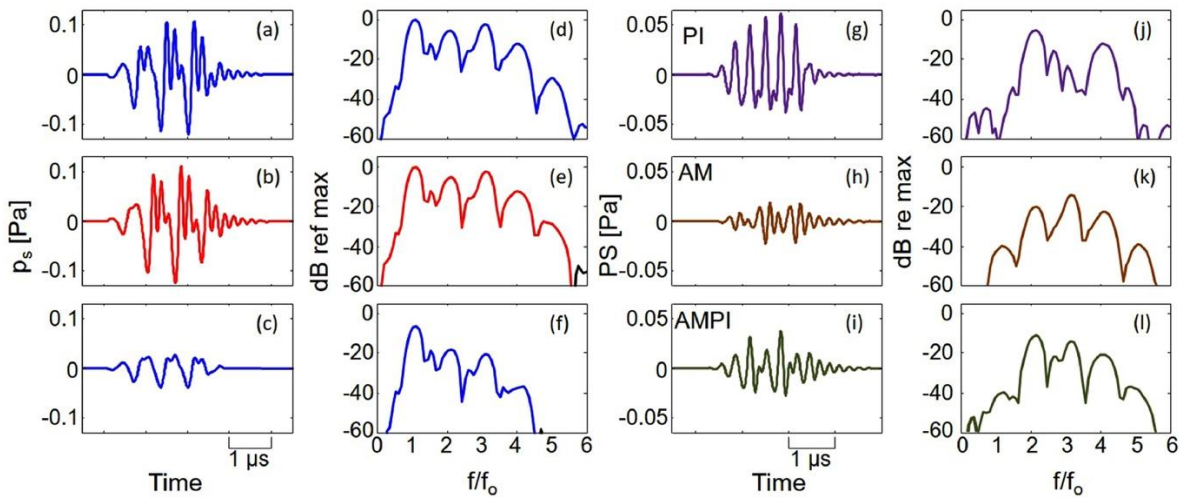 0.1
0
-0.1
(a)
0
-20
-40
-60
(d)
0.05
0
-0.05
PI
(g)
0
-20
-40
-60
(j)
p_s [Pa]
0.1
0
-0.1
(b)
dB ref max
0
-20
-40
-60
(e)
PS [Pa]
0.05
0
-0.05
AM
(h)
dB re max
0
-20
-40
-60
(k)
0.1
0
-0.1
(c)
0
-20
-40
-60
(f)
0.05
0
-0.05
AMPI
(i)
0
-20
-40
-60
(l)
1 µs
0 1 2 3 4 5 6
1 µs
0 1 2 3 4 5 6
Time
f/f_o
Time
f/f_o